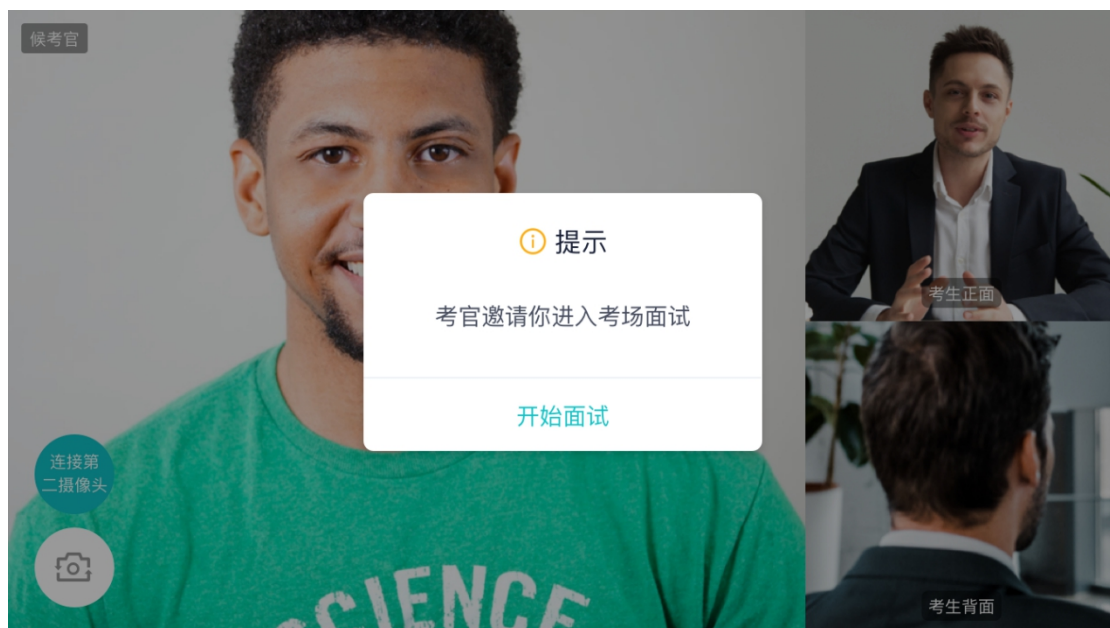 候考官
提示
考官邀请你进入考场面试
开始面试
考生正面
连接第
二摄像头
SCIENCE
考生背面